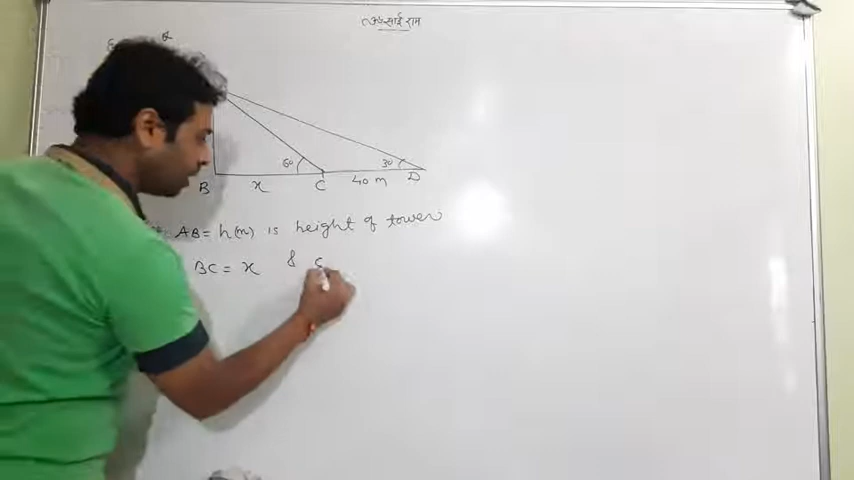 ॐ साई राम
60 30
B x C 40 m D
AB = h(m) is height of tower
BC = x & C